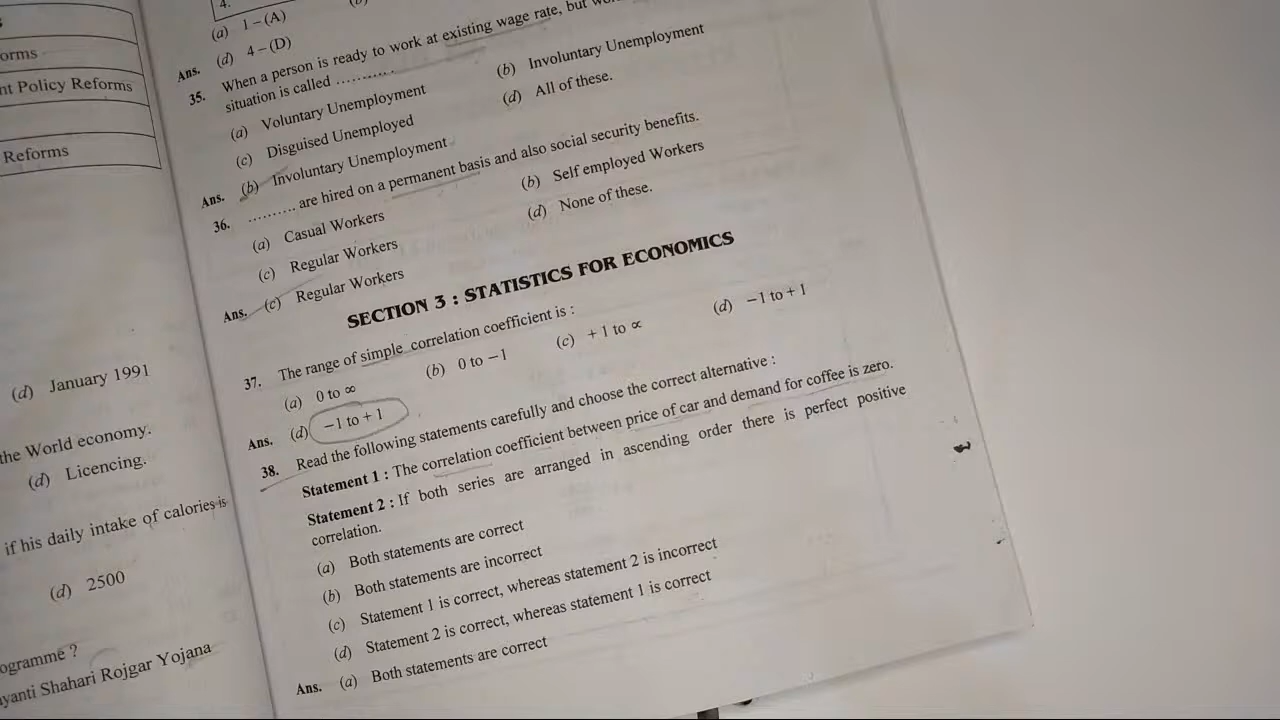 orms
nt Policy Reforms
Reforms
(d) January 1991
the World economy.
(d) Licencing.
if his daily intake of calories is
(d) 2500
ogramme ?
ayanti Shahari Rojgar Yojana
4.
(a) 1 – (A)
Ans. (d) 4 – (D)
35. When a person is ready to work at existing wage rate, but
situation is called ...........
(a) Voluntary Unemployment (b) Involuntary Unemployment
(c) Disguised Unemployed (d) All of these.
Ans. (b) Involuntary Unemployment
36. .......... are hired on a permanent basis and also social security benefits.
(a) Casual Workers (b) Self employed Workers
(c) Regular Workers (d) None of these.
Ans. (c) Regular Workers
SECTION 3 : STATISTICS FOR ECONOMICS
37. The range of simple correlation coefficient is :
(a) 0 to ∞ (b) 0 to −1 (c) + 1 to ∝ (d) −1 to + 1
Ans. (d) −1 to + 1
38. Read the following statements carefully and choose the correct alternative :
Statement 1 : The correlation coefficient between price of car and demand for coffee is zero.
Statement 2 : If both series are arranged in ascending order there is perfect positive
correlation.
(a) Both statements are correct
(b) Both statements are incorrect
(c) Statement 1 is correct, whereas statement 2 is incorrect
(d) Statement 2 is correct, whereas statement 1 is correct
Ans. (a) Both statements are correct